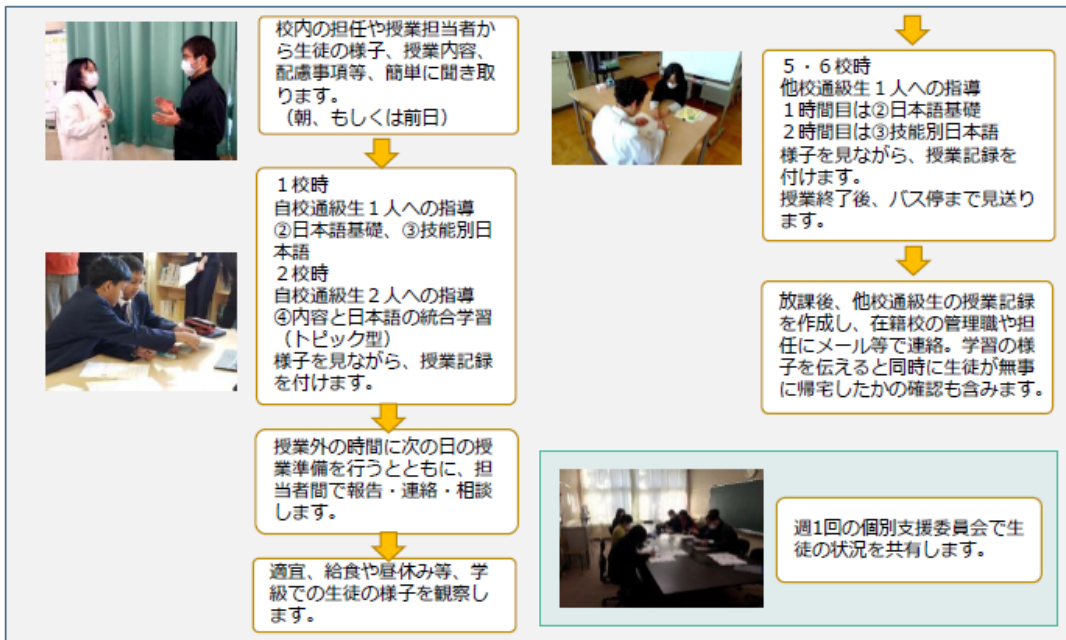 校内の担任や授業担当者か
ら生徒の様子、授業内容、
配慮事項等、簡単に聞き取
ります。
（朝、もしくは前日）
１校時
自校通級生１人への指導
②日本語基礎、③技能別日
本語
２校時
自校通級生２人への指導
④内容と日本語の統合学習
（トピック型）
様子を見ながら、授業記録
を付けます。
授業外の時間に次の日の授
業準備を行うとともに、担
当者間で報告・連絡・相談
します。
適宜、給食や昼休み等、学
級での生徒の様子を観察し
ます。
５・６校時
他校通級生１人への指導
１時間目は②日本語基礎
２時間目は③技能別日本語
様子を見ながら、授業記録を
付けます。
授業終了後、バス停まで見送り
ます。
放課後、他校通級生の授業記録
を作成し、在籍校の管理職や担
任にメール等で連絡。学習の様
子を伝えると同時に生徒が無事
に帰宅したかの確認も含みます。
週1回の個別支援委員会で生
徒の状況を共有します。